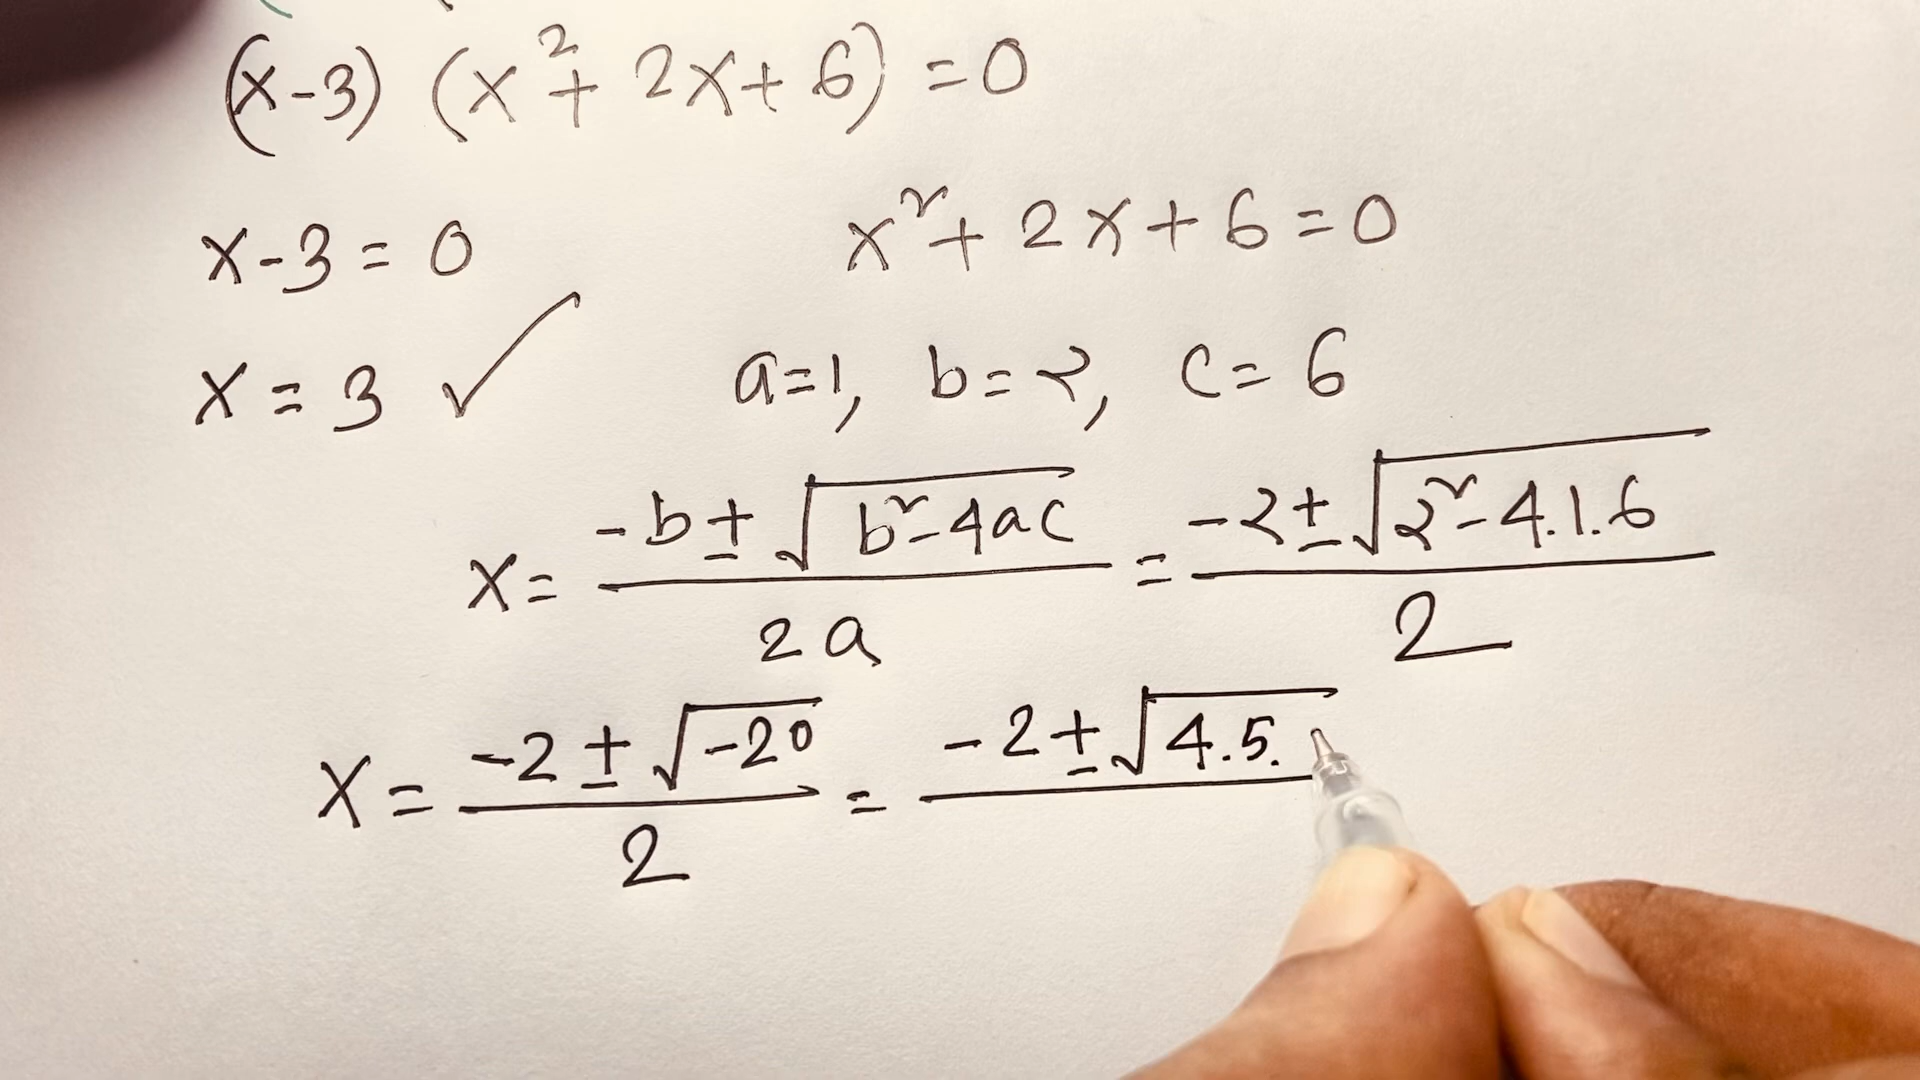 (x-3) (x² + 2x + 6) = 0
x-3 = 0
x² + 2x + 6 = 0
x = 3 ✓
a=1, b=2, c=6
x = (-b ± √(b²-4ac)) / 2a = (-2 ± √(2²-4.1.6)) / 2
x = (-2 ± √(-20)) / 2 = -2 ± √(4.5.